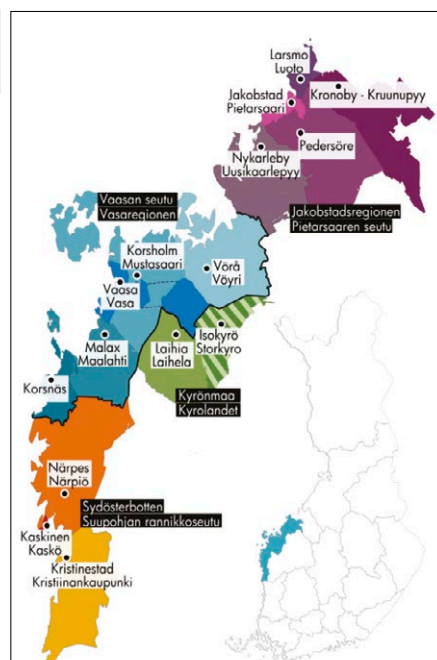 Larsmo
Luoto
Kronoby - Kruunupyy
Jakobstad
Pietarsaari
Pedersöre
Nykarleby
Uusikaarlepyy
Jakobstadsregionen
Pietarsaaren seutu
Vaasan seutu
Vasaregionen
Korsholm
Mustasaari
Vörå
Vöyri
Vaasa
Vasa
Isokyrö
Storkyro
Malax
Maalahti
Laihia
Laihela
Korsnäs
Kyrönmaa
Kyrolandet
Närpes
Närpiö
Sydösterbotten
Suupohjan rannikkoseutu
Kaskinen
Kaskö
Kristinestad
Kristiinankaupunki